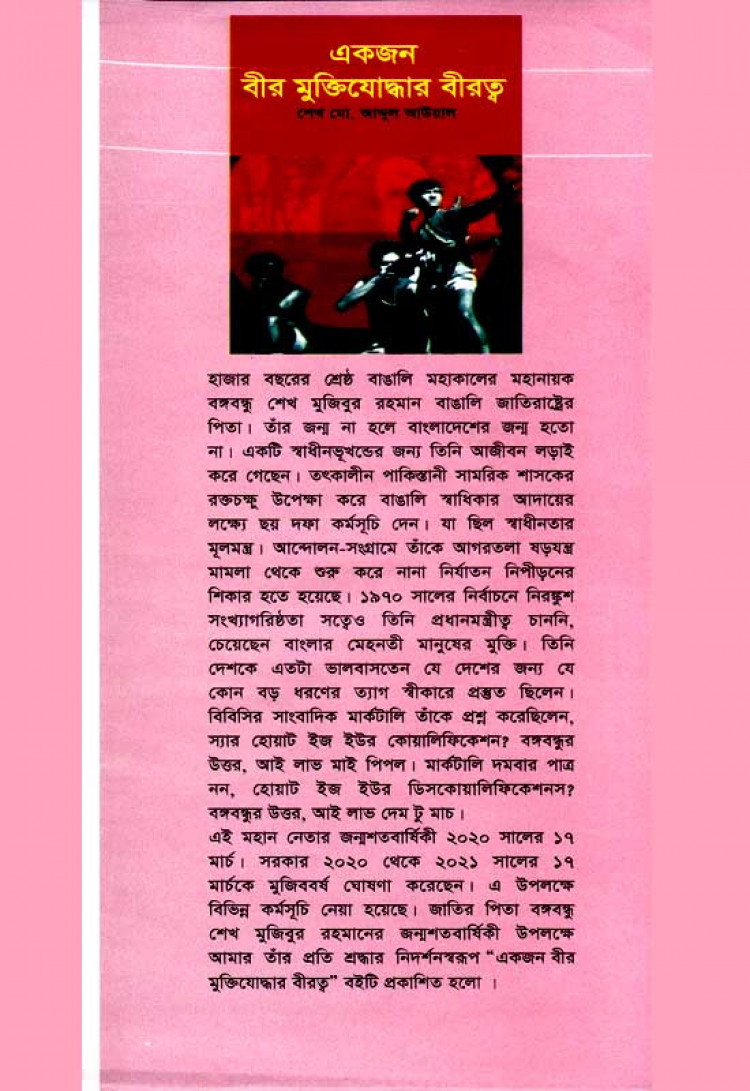 একজন
বীর মুক্তিযোদ্ধার বীরত্ব
শেখ মো. আব্দুল আউয়াল
হাজার বছরের শ্রেষ্ঠ বাঙালি মহাকালের মহানায়ক
বঙ্গবন্ধু শেখ মুজিবুর রহমান বাঙালি জাতিরাষ্ট্রের
পিতা। তাঁর জন্ম না হলে বাংলাদেশের জন্ম হতো
না। একটি স্বাধীনভূখন্ডের জন্য তিনি আজীবন লড়াই
করে গেছেন। তৎকালীন পাকিস্তানী সামরিক শাসকের
রক্তচক্ষু উপেক্ষা করে বাঙালি স্বাধিকার আদায়ের
লক্ষ্যে ছয় দফা কর্মসূচি দেন। যা ছিল স্বাধীনতার
মূলমন্ত্র। আন্দোলন-সংগ্রামে তাঁকে আগরতলা ষড়যন্ত্র
মামলা থেকে শুরু করে নানা নির্যাতন নিপীড়নের
শিকার হতে হয়েছে। ১৯৭০ সালের নির্বাচনে নিরঙ্কুশ
সংখ্যাগরিষ্ঠতা সত্বেও তিনি প্রধানমন্ত্রীত্ব চাননি,
চেয়েছেন বাংলার মেহনতী মানুষের মুক্তি। তিনি
দেশকে এতটা ভালবাসতেন যে দেশের জন্য যে
কোন বড় ধরণের ত্যাগ স্বীকারে প্রস্তুত ছিলেন।
বিবিসির সাংবাদিক মার্কটালি তাঁকে প্রশ্ন করেছিলেন,
স্যার হোয়াট ইজ ইউর কোয়ালিফিকেশন? বঙ্গবন্ধুর
উত্তর, আই লাভ মাই পিপল। মার্কটালি দমবার পাত্র
নন, হোয়াট ইজ ইউর ডিসকোয়ালিফিকেশনস?
বঙ্গবন্ধুর উত্তর, আই লাভ দেম টু মাচ।
এই মহান নেতার জন্মশতবার্ষিকী ২০২০ সালের ১৭
মার্চ। সরকার ২০২০ থেকে ২০২১ সালের ১৭
মার্চকে মুজিববর্ষ ঘোষণা করেছেন। এ উপলক্ষে
বিভিন্ন কর্মসূচি নেয়া হয়েছে। জাতির পিতা বঙ্গবন্ধু
শেখ মুজিবুর রহমানের জন্মশতবার্ষিকী উপলক্ষে
আমার তাঁর প্রতি শ্রদ্ধার নিদর্শনস্বরূপ “একজন বীর
মুক্তিযোদ্ধার বীরত্ব” বইটি প্রকাশিত হলো ।